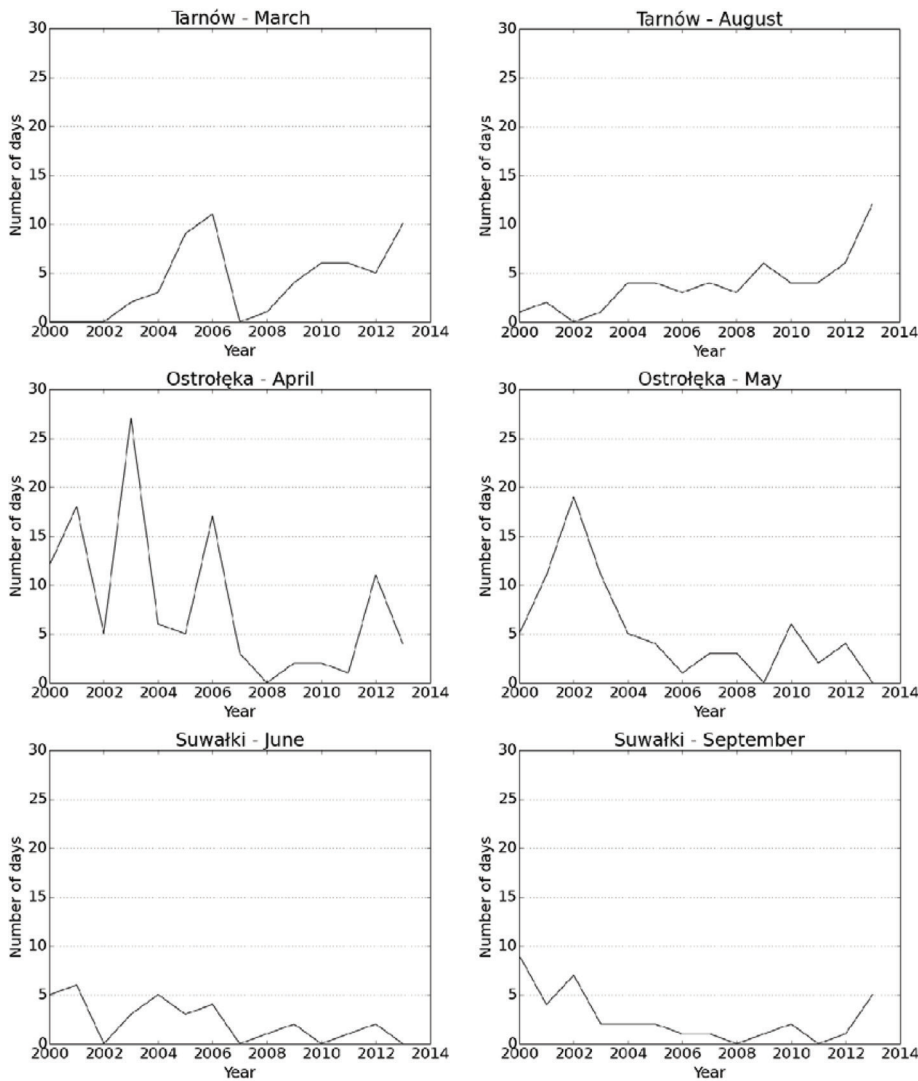 Tarnów - March
Number of days
30
25
20
15
10
5
0
2000 2002 2004 2006 2008 2010 2012 2014
Year
Tarnów - August
Number of days
30
25
20
15
10
5
0
2000 2002 2004 2006 2008 2010 2012 2014
Year
Ostrołęka - April
Number of days
30
25
20
15
10
5
0
2000 2002 2004 2006 2008 2010 2012 2014
Year
Ostrołęka - May
Number of days
30
25
20
15
10
5
0
2000 2002 2004 2006 2008 2010 2012 2014
Year
Suwałki - June
Number of days
30
25
20
15
10
5
0
2000 2002 2004 2006 2008 2010 2012 2014
Year
Suwałki - September
Number of days
30
25
20
15
10
5
0
2000 2002 2004 2006 2008 2010 2012 2014
Year